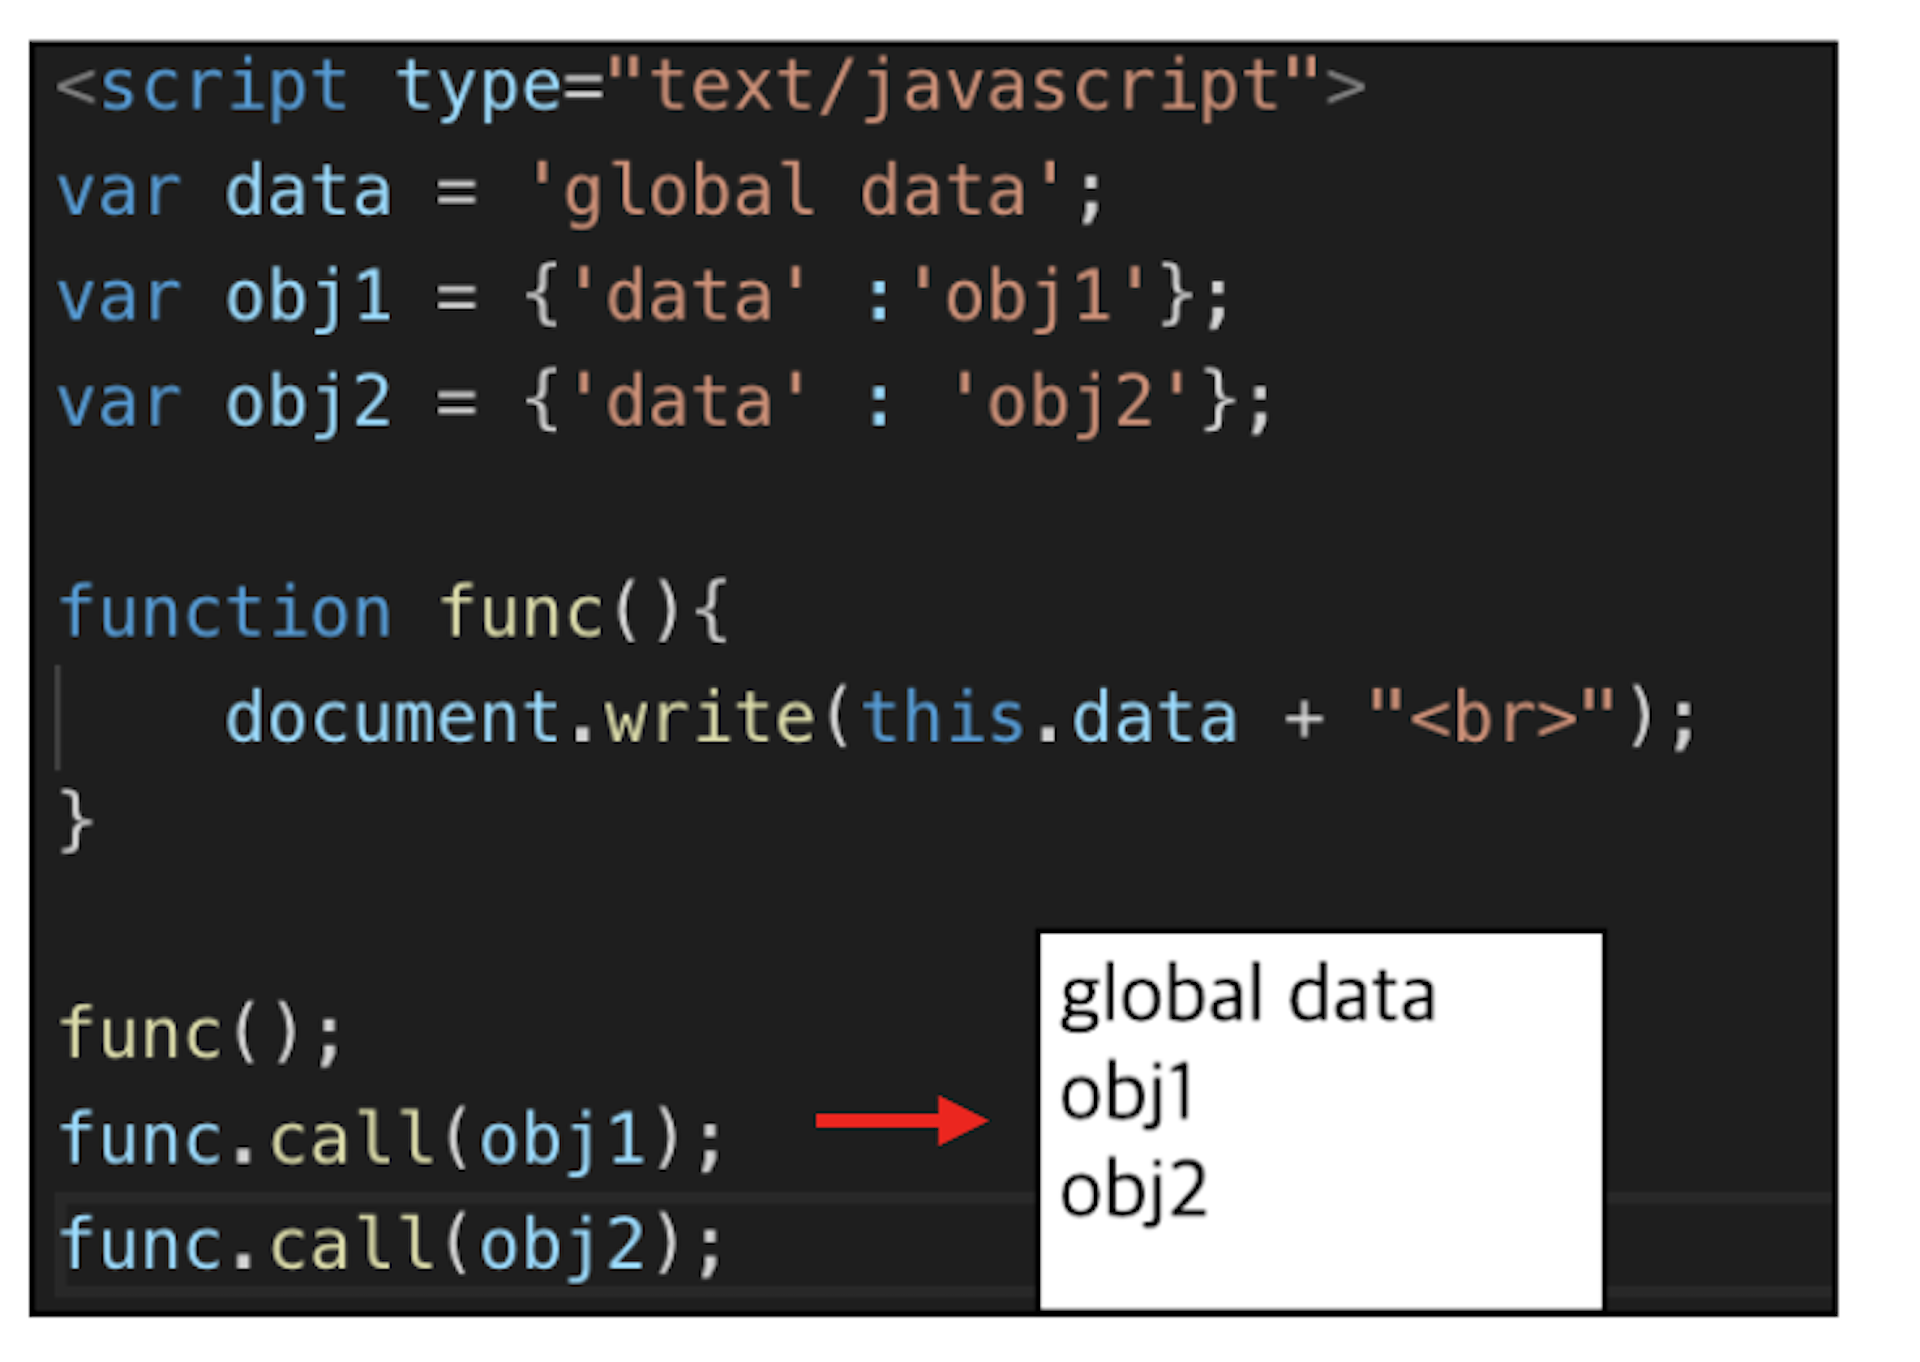 <script type="text/javascript">
var data = 'global data';
var obj1 = {'data' :'obj1'};
var obj2 = {'data' : 'obj2'};
function func(){
    document.write(this.data + "<br>");
}
func();
func.call(obj1);
func.call(obj2);
global data
obj1
obj2